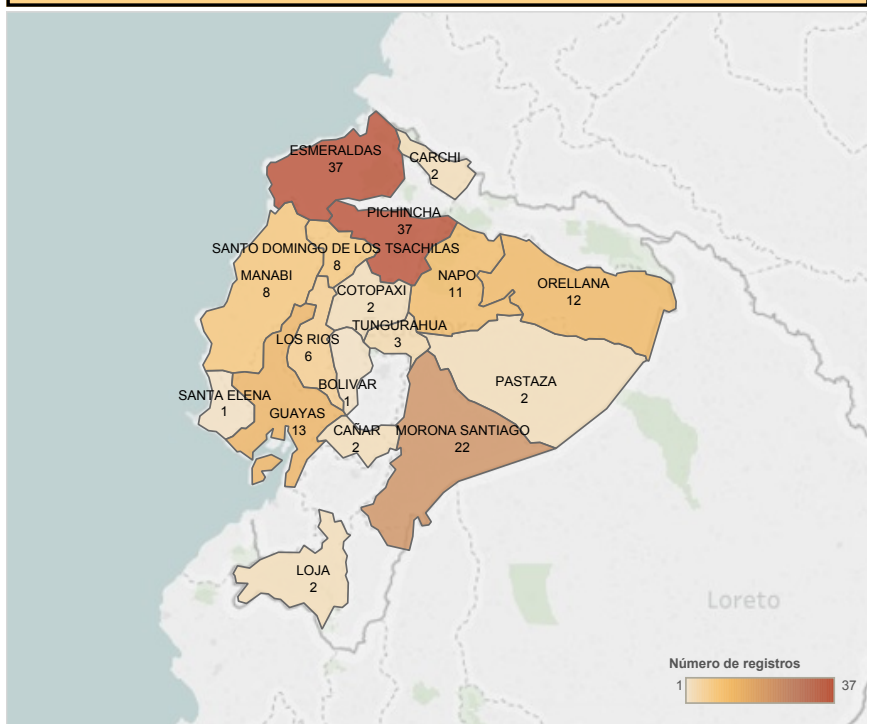 ESMERALDAS
37
CARCHI
2
PICHINCHA
37
SANTO DOMINGO DE LOS TSACHILAS
8
MANABI
8
COTOPAXI
2
NAPO
11
ORELLANA
12
TUNGURAHUA
3
LOS RIOS
6
BOLIVAR
1
PASTAZA
2
SANTA ELENA
1
GUAYAS
13
CAÑAR
2
MORONA SANTIAGO
22
LOJA
2
Loreto
Número de registros
1
37